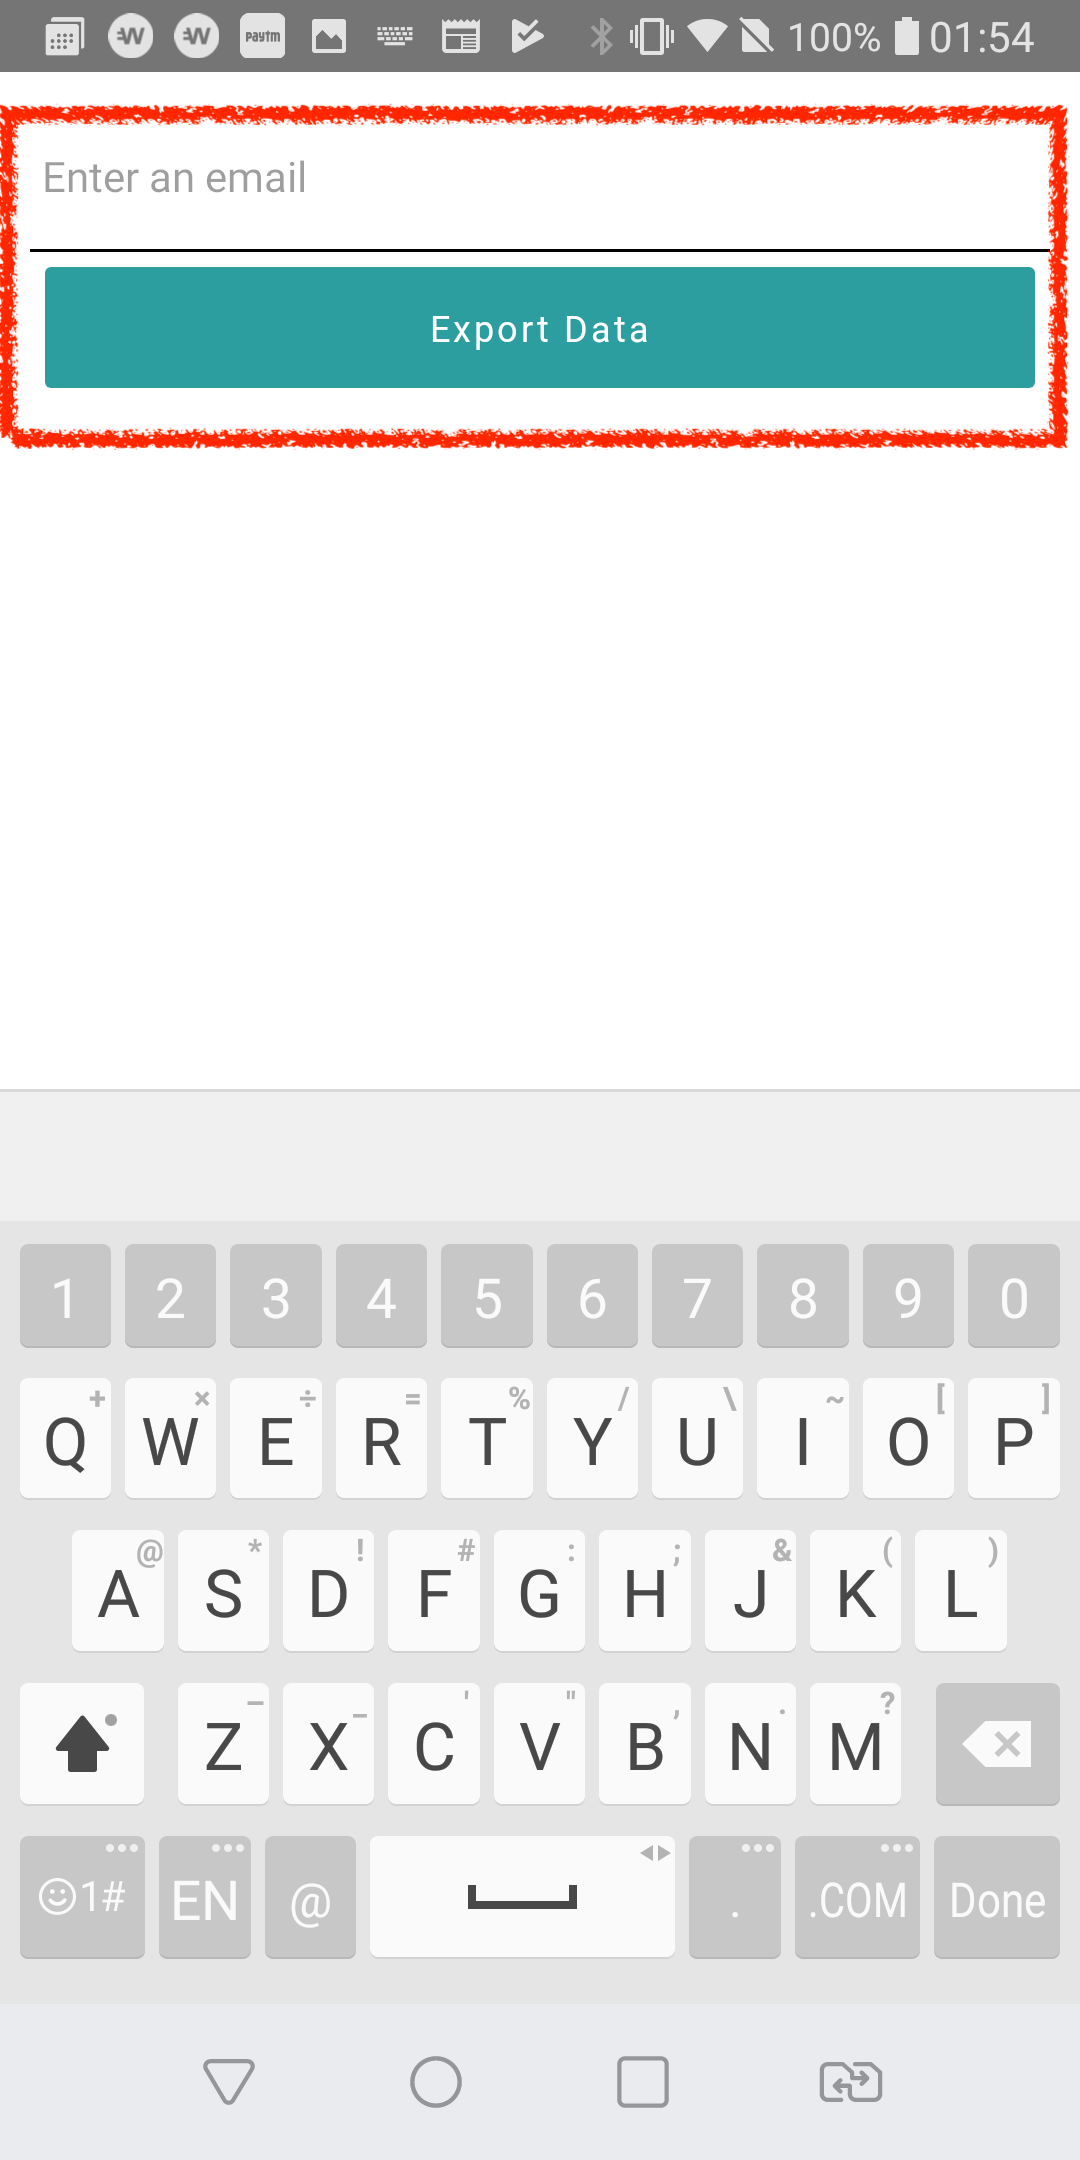 Paytm 100% 01:54
Enter an email
Export Data
1 2 3 4 5 6 7 8 9 0
+ × ÷ = % / \ ~ [ ]
Q W E R T Y U I O P
@ * ! # : ; & ( )
A S D F G H J K L
– _ ' " , . ?
Z X C V B N M
1# EN @ . .COM Done